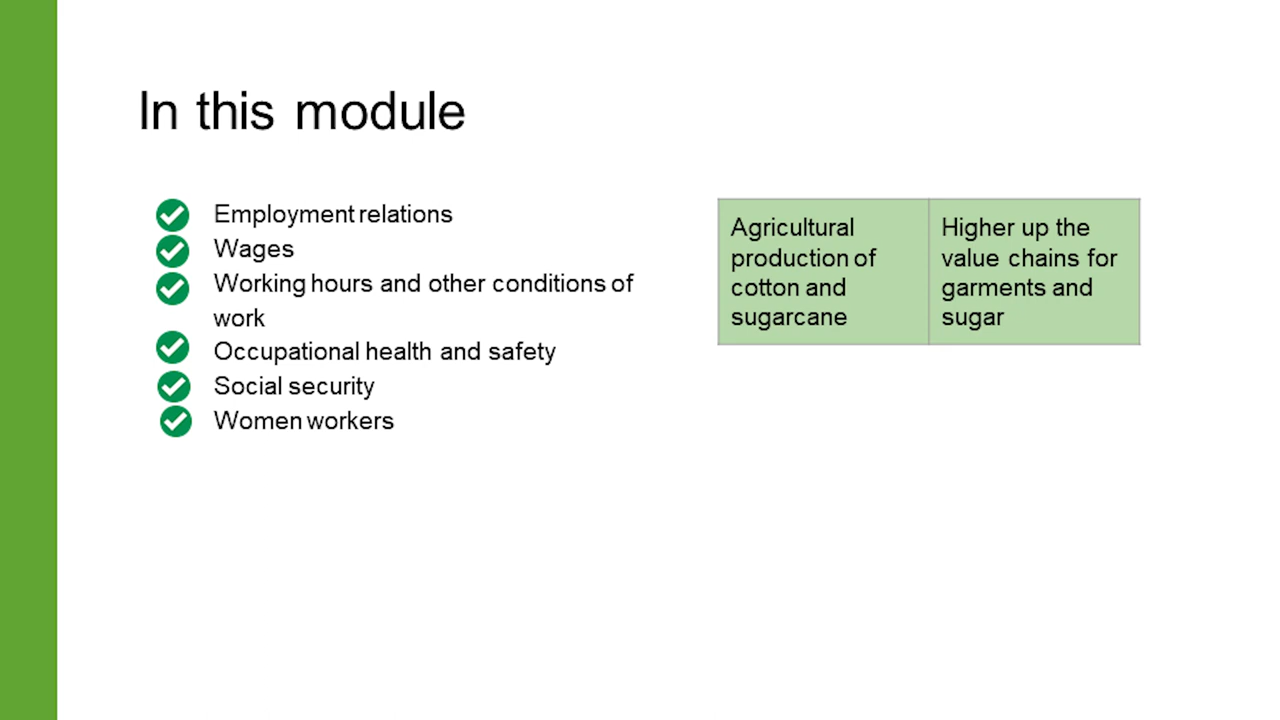 In this module
Employment relations
Wages
Working hours and other conditions of
work
Occupational health and safety
Social security
Women workers
Agricultural
production of
cotton and
sugarcane
Higher up the
value chains for
garments and
sugar